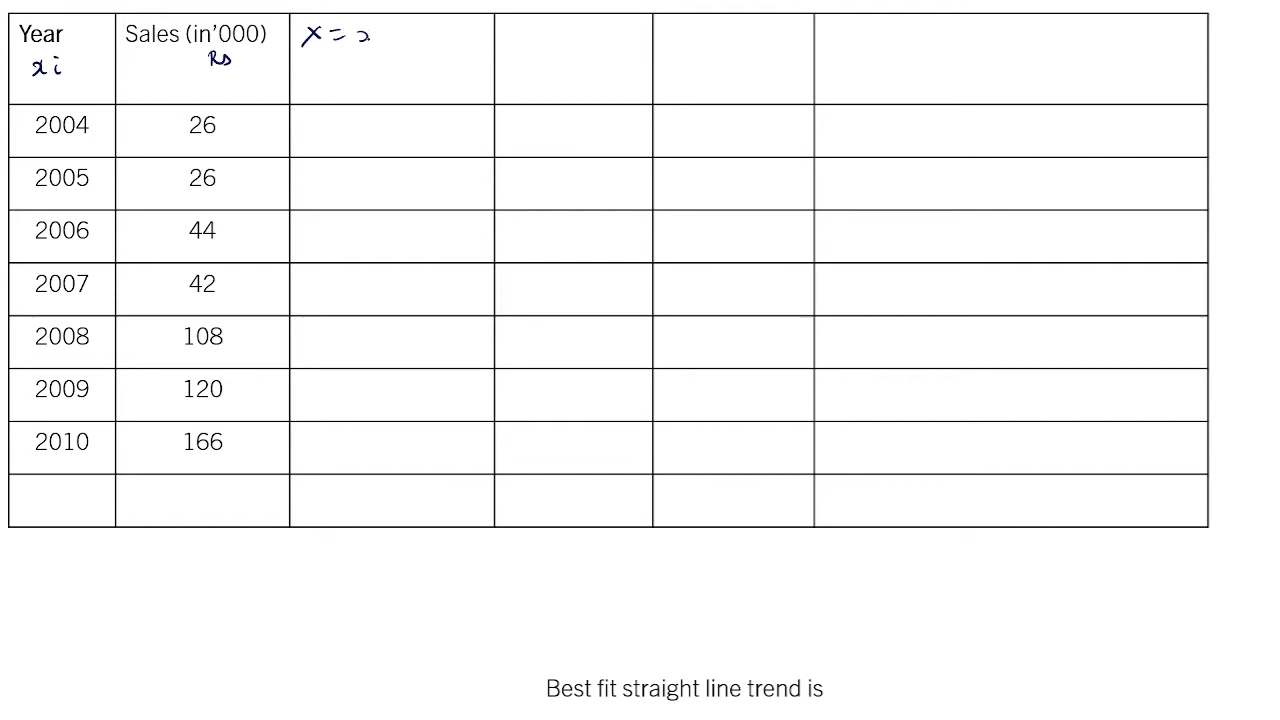 Year Sales (in’000) X =
xi Rs
2004 26
2005 26
2006 44
2007 42
2008 108
2009 120
2010 166
Best fit straight line trend is